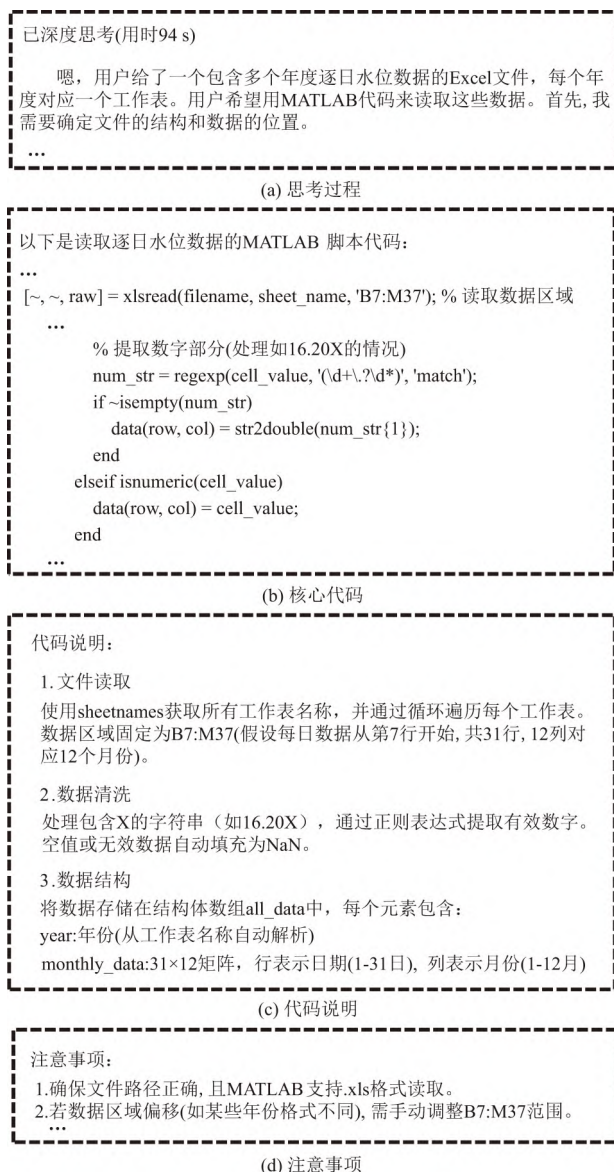 已深度思考(用时94 s)
嗯，用户给了一个包含多个年度逐日水位数据的Excel文件，每个年
度对应一个工作表。用户希望用MATLAB代码来读取这些数据。首先,我
需要确定文件的结构和数据的位置。
...
(a) 思考过程
以下是读取逐日水位数据的MATLAB 脚本代码：
...
[~, ~, raw] = xlsread(filename, sheet_name, 'B7:M37'); % 读取数据区域
...
% 提取数字部分(处理如16.20X的情况)
num_str = regexp(cell_value, '(\d+\.?\d*)', 'match');
if ~isempty(num_str)
data(row, col) = str2double(num_str{1});
end
elseif isnumeric(cell_value)
data(row, col) = cell_value;
end
...
(b) 核心代码
代码说明：
1.文件读取
使用sheetnames获取所有工作表名称，并通过循环遍历每个工作表。
数据区域固定为B7:M37(假设每日数据从第7行开始,共31行,12列对
应12个月份)。
2.数据清洗
处理包含X的字符串（如16.20X），通过正则表达式提取有效数字。
空值或无效数据自动填充为NaN。
3.数据结构
将数据存储在结构体数组all_data中，每个元素包含：
year:年份(从工作表名称自动解析)
monthly_data:31×12矩阵，行表示日期(1-31日), 列表示月份(1-12月)
(c) 代码说明
注意事项：
1.确保文件路径正确,且MATLAB支持.xls格式读取。
2.若数据区域偏移(如某些年份格式不同),需手动调整B7:M37范围。
...
(d) 注意事项